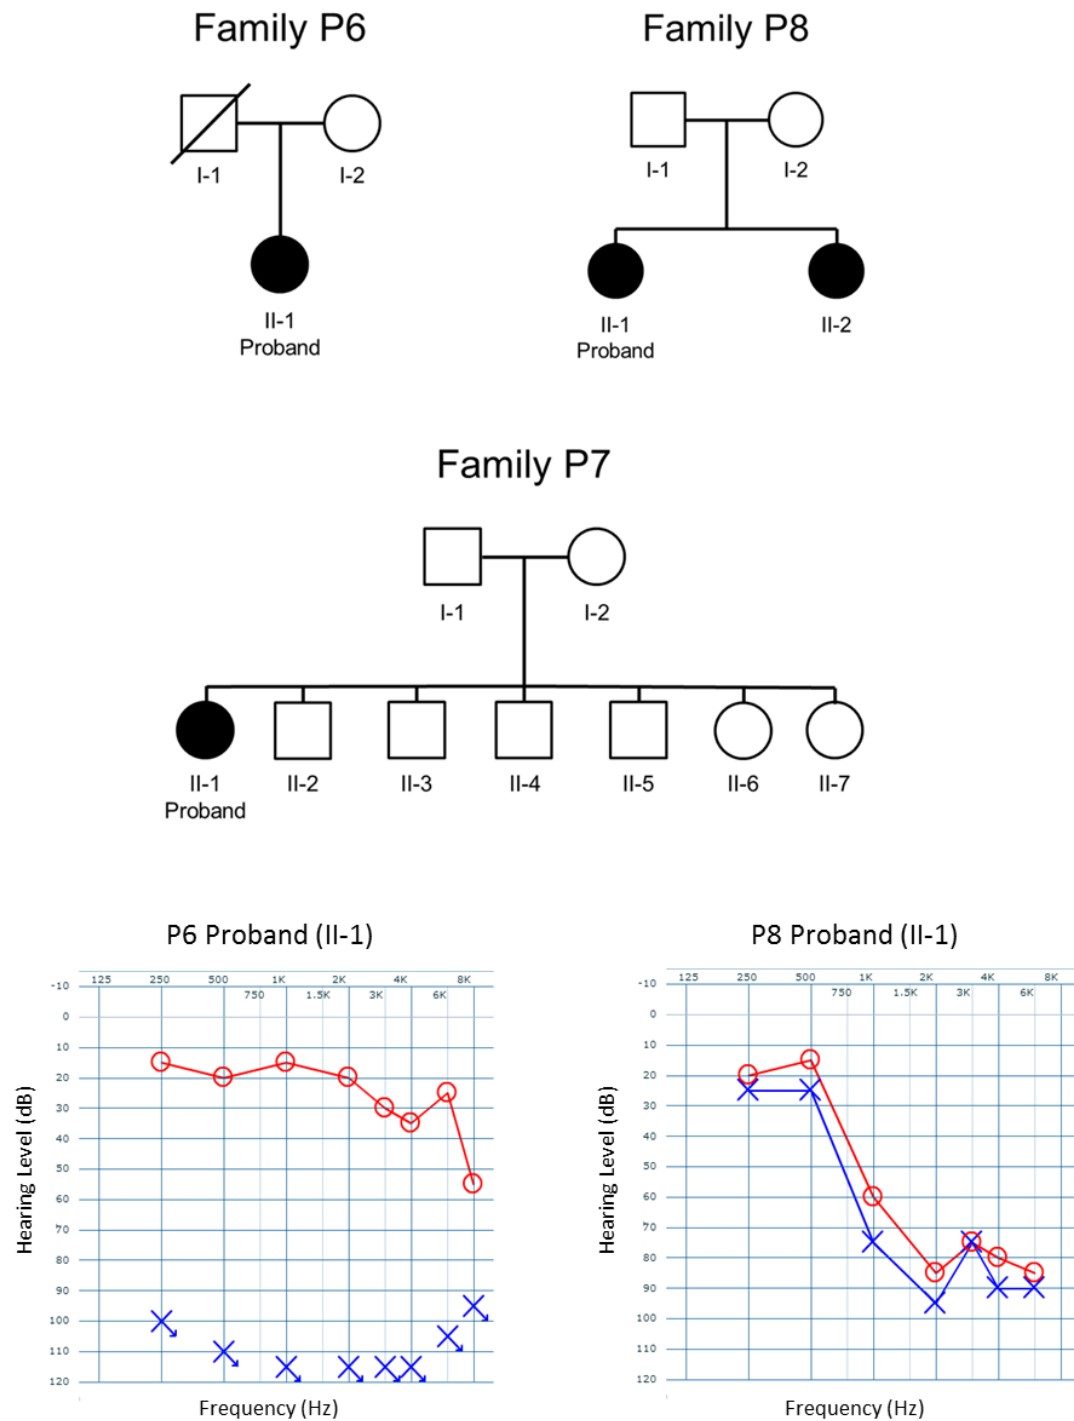 Family P6
Family P8
I-1
I-2
I-1
I-2
II-1
Proband
II-1
Proband
II-2
Family P7
I-1
I-2
II-1
Proband
II-2
II-3
II-4
II-5
II-6
II-7
P6 Proband (II-1)
125 250 500 1K 2K 4K 8K
750 1.5K 3K 6K
-10
0
10
20
30
40
50
60
70
80
90
100
110
120
Hearing Level (dB)
Frequency (Hz)
P8 Proband (II-1)
125 250 500 1K 2K 4K 8K
750 1.5K 3K 6K
-10
0
10
20
30
40
50
60
70
80
90
100
110
120
Hearing Level (dB)
Frequency (Hz)